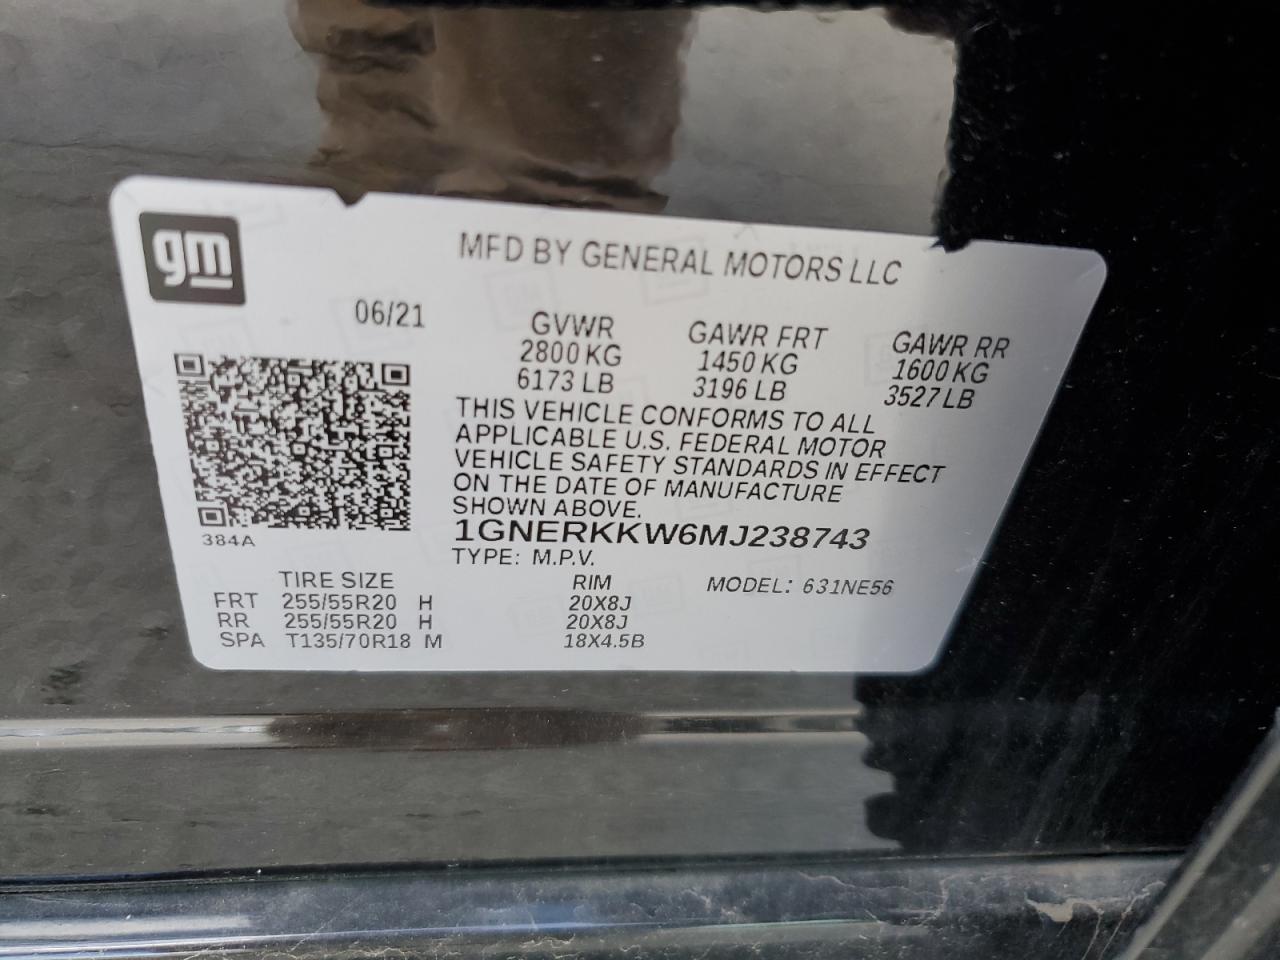 gm
MFD BY GENERAL MOTORS LLC
06/21
GVWR GAWR FRT GAWR RR
2800 KG 1450 KG 1600 KG
6173 LB 3196 LB 3527 LB
THIS VEHICLE CONFORMS TO ALL
APPLICABLE U.S. FEDERAL MOTOR
VEHICLE SAFETY STANDARDS IN EFFECT
ON THE DATE OF MANUFACTURE
SHOWN ABOVE.
384A
1GNERKKW6MJ238743
TYPE: M.P.V.
TIRE SIZE RIM MODEL: 631NE56
FRT 255/55R20 H 20X8J
RR 255/55R20 H 20X8J
SPA T135/70R18 M 18X4.5B